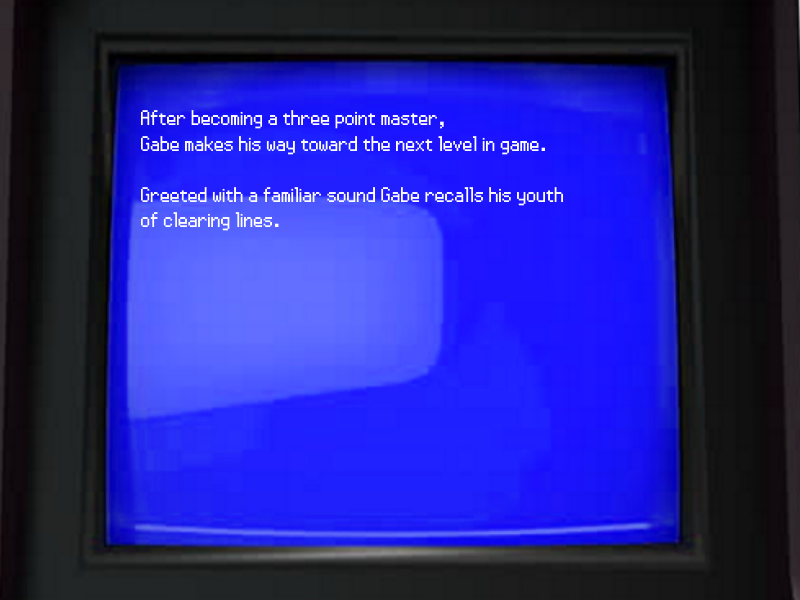 After becoming a three point master,
Gabe makes his way toward the next level in game.
Greeted with a familiar sound Gabe recalls his youth
of clearing lines.